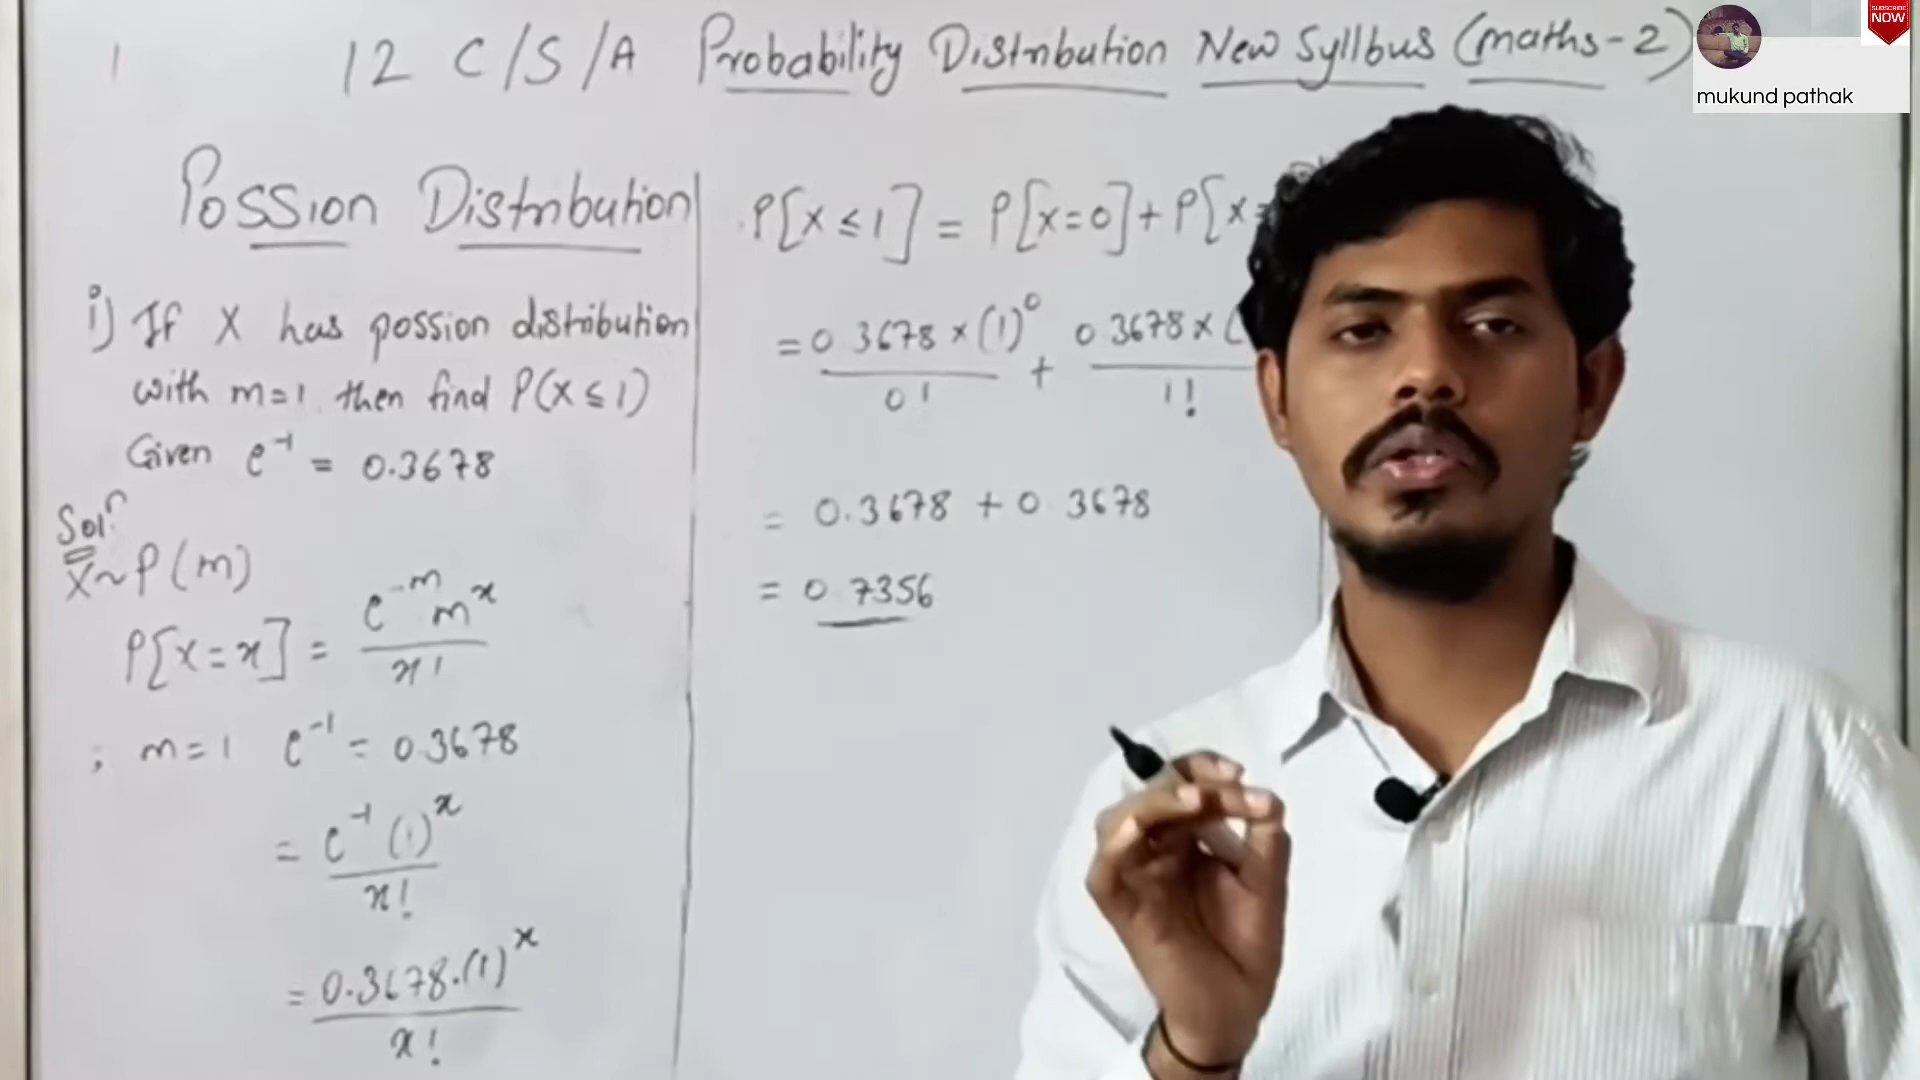 12 C/S/A Probability Distribution New Syllbus (maths-2)
SUBSCRIBE
NOW
mukund pathak
Possion Distribution
i) If X has possion distribution
with m=1 then find P(X ≤ 1)
Given e⁻¹ = 0.3678
Solⁿ
X~P(m)
P[X=x] = e⁻ᵐ mˣ / x!
; m=1 e⁻¹ = 0.3678
= e⁻¹ (1)ˣ / x!
= 0.3678.(1)ˣ / x!
P[X ≤ 1] = P[X=0] + P[X=
= 0.3678 × (1)⁰ / 0! + 0.3678 × ( / 1!
= 0.3678 + 0.3678
= 0.7356